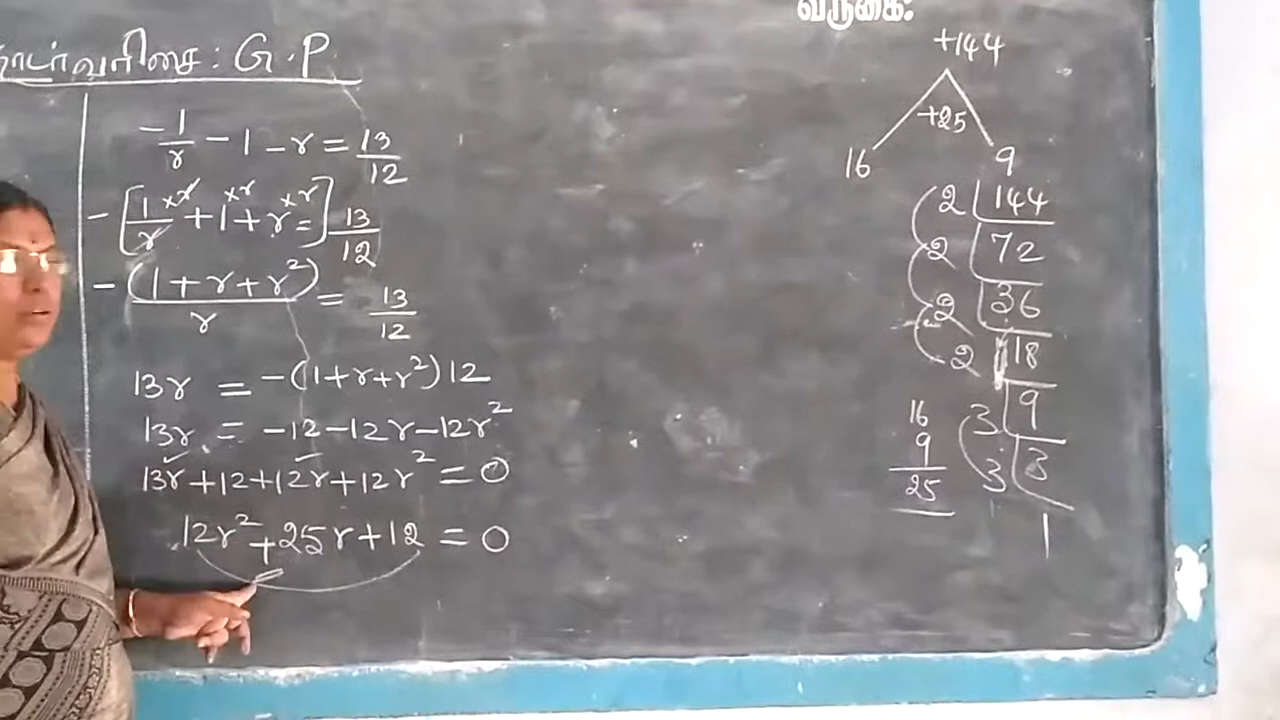 வருகை:
தொடர்வரிசை: G.P
-1/r - 1 - r = 13/12
-[1/r ×r + 1 ×r + r ×r =] 13/12
-(1 + r + r²)/r = 13/12
13r = -(1+r+r²)12
13r = -12-12r-12r²
13r+12+12r+12r² = 0
12r²+25r+12 = 0
+144
+25
16 9
2 144
2 72
2 36
2 18
3 9
3 3
1
16
9
25